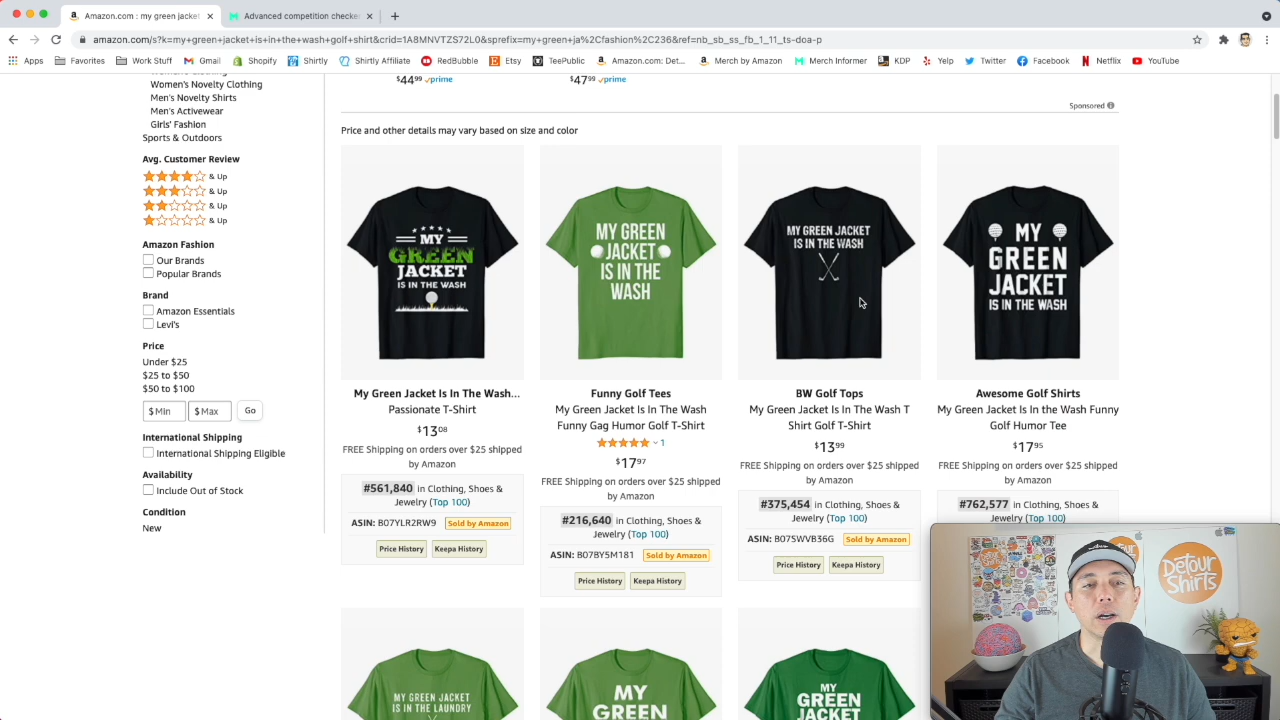 Amazon.com : my green jacket
Advanced competition checker
amazon.com/s?k=my+green+jacket+is+in+the+wash+golf+shirt&crid=1A8MNVTZS72L0&sprefix=my+green+ja%2Cfashion%2C236&ref=nb_sb_ss_fb_1_11_ts-doa-p
Apps Favorites Work Stuff Gmail Shopify Shirtly Shirtly Affiliate RedBubble Etsy TeePublic Amazon.com: Det... Merch by Amazon Merch Informer KDP Yelp Twitter Facebook Netflix YouTube
Women's Novelty Clothing
Men's Novelty Shirts
Men's Activewear
Girls' Fashion
Sports & Outdoors
Avg. Customer Review
& Up
& Up
& Up
& Up
Amazon Fashion
Our Brands
Popular Brands
Brand
Amazon Essentials
Levi's
Price
Under $25
$25 to $50
$50 to $100
$ Min $ Max Go
International Shipping
International Shipping Eligible
Availability
Include Out of Stock
Condition
New
$44.99 prime $47.99 prime
Sponsored
Price and other details may vary based on size and color
MY
GREEN
JACKET
IS IN THE WASH
My Green Jacket Is In The Wash...
Passionate T-Shirt
$13.08
FREE Shipping on orders over $25 shipped
by Amazon
#561,840 in Clothing, Shoes &
Jewelry (Top 100)
ASIN: B07YLR2RW9 Sold by Amazon
Price History Keepa History
MY GREEN
JACKET
IS IN THE
WASH
Funny Golf Tees
My Green Jacket Is In The Wash
Funny Gag Humor Golf T-Shirt
1
$17.97
FREE Shipping on orders over $25 shipped
by Amazon
#216,640 in Clothing, Shoes &
Jewelry (Top 100)
ASIN: B07BY5M181 Sold by Amazon
Price History Keepa History
MY GREEN JACKET
IS IN THE WASH
BW Golf Tops
My Green Jacket Is In The Wash T
Shirt Golf T-Shirt
$13.99
FREE Shipping on orders over $25 shipped
by Amazon
#375,454 in Clothing, Shoes &
Jewelry (Top 100)
ASIN: B07SWVB36G Sold by Amazon
Price History Keepa History
MY
GREEN
JACKET
IS IN THE WASH
Awesome Golf Shirts
My Green Jacket Is in the Wash Funny
Golf Humor Tee
$17.95
FREE Shipping on orders over $25 shipped
by Amazon
#762,577 in Clothing, Shoes &
Jewelry (Top 100)
MY GREEN JACKET
IS IN THE LAUNDRY
MY
GREEN
MY
GREEN
JACKET
DETOUR
SHIRTS